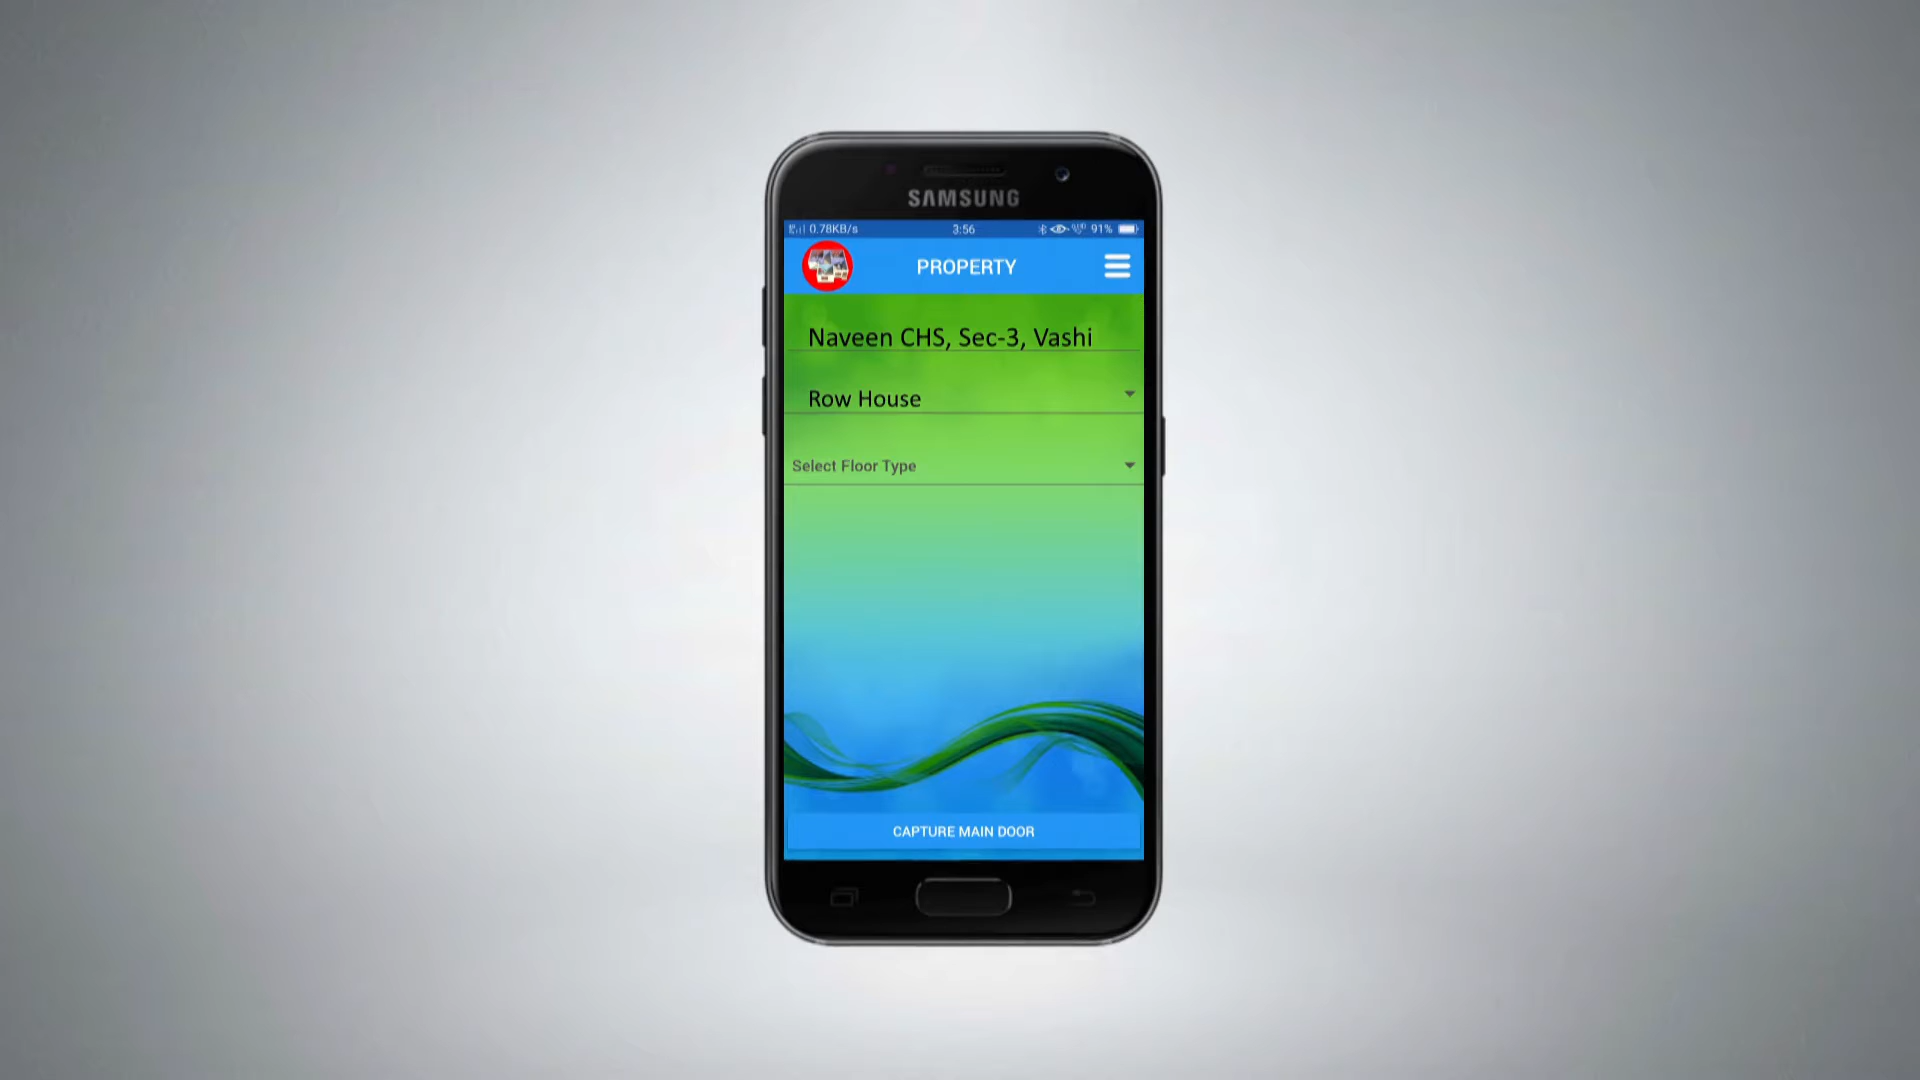 SAMSUNG
0.78KB/s 3:56 91%
PROPERTY
Naveen CHS, Sec-3, Vashi
Row House
Select Floor Type
CAPTURE MAIN DOOR